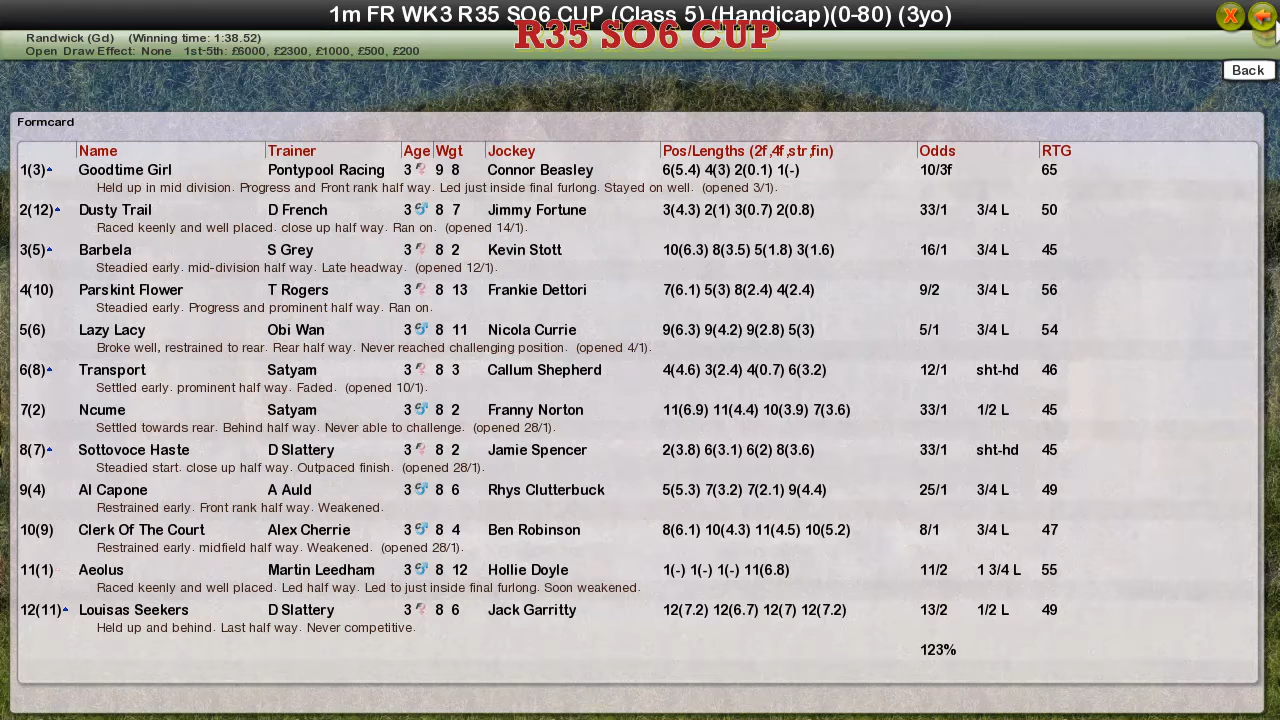 1m FR WK3 R35 SO6 CUP (Class 5) (Handicap)(0-80) (3yo)
X
R35 SO6 CUP
Randwick (Gd) (Winning time: 1:38.52)
Open Draw Effect: None 1st-5th: £6000, £2300, £1000, £500, £200
Back
Formcard
Name Trainer Age Wgt Jockey Pos/Lengths (2f,4f,str,fin) Odds RTG
1(3) Goodtime Girl Pontypool Racing 3 9 8 Connor Beasley 6(5.4) 4(3) 2(0.1) 1(-) 10/3f 65
Held up in mid division. Progress and Front rank half way. Led just inside final furlong. Stayed on well. (opened 3/1).
2(12) Dusty Trail D French 3 8 7 Jimmy Fortune 3(4.3) 2(1) 3(0.7) 2(0.8) 33/1 3/4 L 50
Raced keenly and well placed. close up half way. Ran on. (opened 14/1).
3(5) Barbela S Grey 3 8 2 Kevin Stott 10(6.3) 8(3.5) 5(1.8) 3(1.6) 16/1 3/4 L 45
Steadied early. mid-division half way. Late headway. (opened 12/1).
4(10) Parskint Flower T Rogers 3 8 13 Frankie Dettori 7(6.1) 5(3) 8(2.4) 4(2.4) 9/2 3/4 L 56
Steadied early. Progress and prominent half way. Ran on.
5(6) Lazy Lacy Obi Wan 3 8 11 Nicola Currie 9(6.3) 9(4.2) 9(2.8) 5(3) 5/1 3/4 L 54
Broke well, restrained to rear. Rear half way. Never reached challenging position. (opened 4/1).
6(8) Transport Satyam 3 8 3 Callum Shepherd 4(4.6) 3(2.4) 4(0.7) 6(3.2) 12/1 sht-hd 46
Settled early. prominent half way. Faded. (opened 10/1).
7(2) Ncume Satyam 3 8 2 Franny Norton 11(6.9) 11(4.4) 10(3.9) 7(3.6) 33/1 1/2 L 45
Settled towards rear. Behind half way. Never able to challenge. (opened 28/1).
8(7) Sottovoce Haste D Slattery 3 8 2 Jamie Spencer 2(3.8) 6(3.1) 6(2) 8(3.6) 33/1 sht-hd 45
Steadied start. close up half way. Outpaced finish. (opened 28/1).
9(4) Al Capone A Auld 3 8 6 Rhys Clutterbuck 5(5.3) 7(3.2) 7(2.1) 9(4.4) 25/1 3/4 L 49
Restrained early. Front rank half way. Weakened.
10(9) Clerk Of The Court Alex Cherrie 3 8 4 Ben Robinson 8(6.1) 10(4.3) 11(4.5) 10(5.2) 8/1 3/4 L 47
Restrained early. midfield half way. Weakened. (opened 28/1).
11(1) Aeolus Martin Leedham 3 8 12 Hollie Doyle 1(-) 1(-) 1(-) 11(6.8) 11/2 1 3/4 L 55
Raced keenly and well placed. Led half way. Led to just inside final furlong. Soon weakened.
12(11) Louisas Seekers D Slattery 3 8 6 Jack Garritty 12(7.2) 12(6.7) 12(7) 12(7.2) 13/2 1/2 L 49
Held up and behind. Last half way. Never competitive.
123%